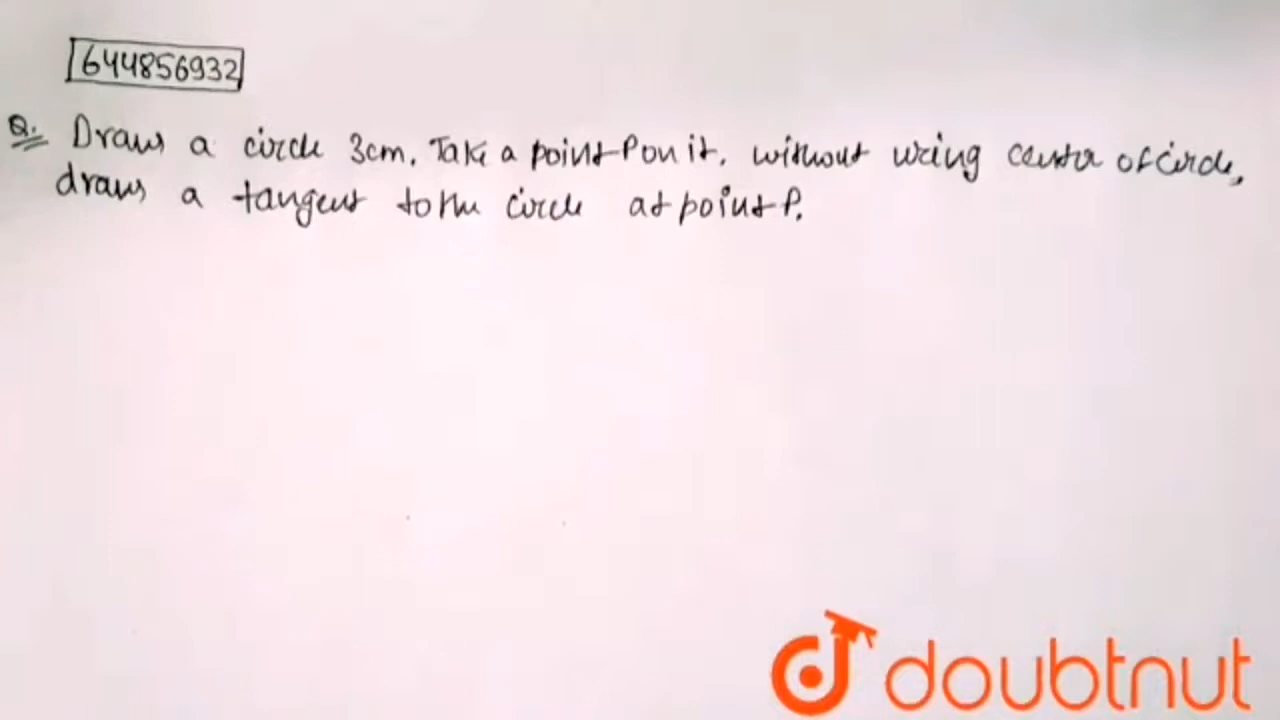 644856932
Q. Draw a circle 3cm. Take a point P on it. without using center of circle,
draw a tangent to the circle at point P.
doubtnut